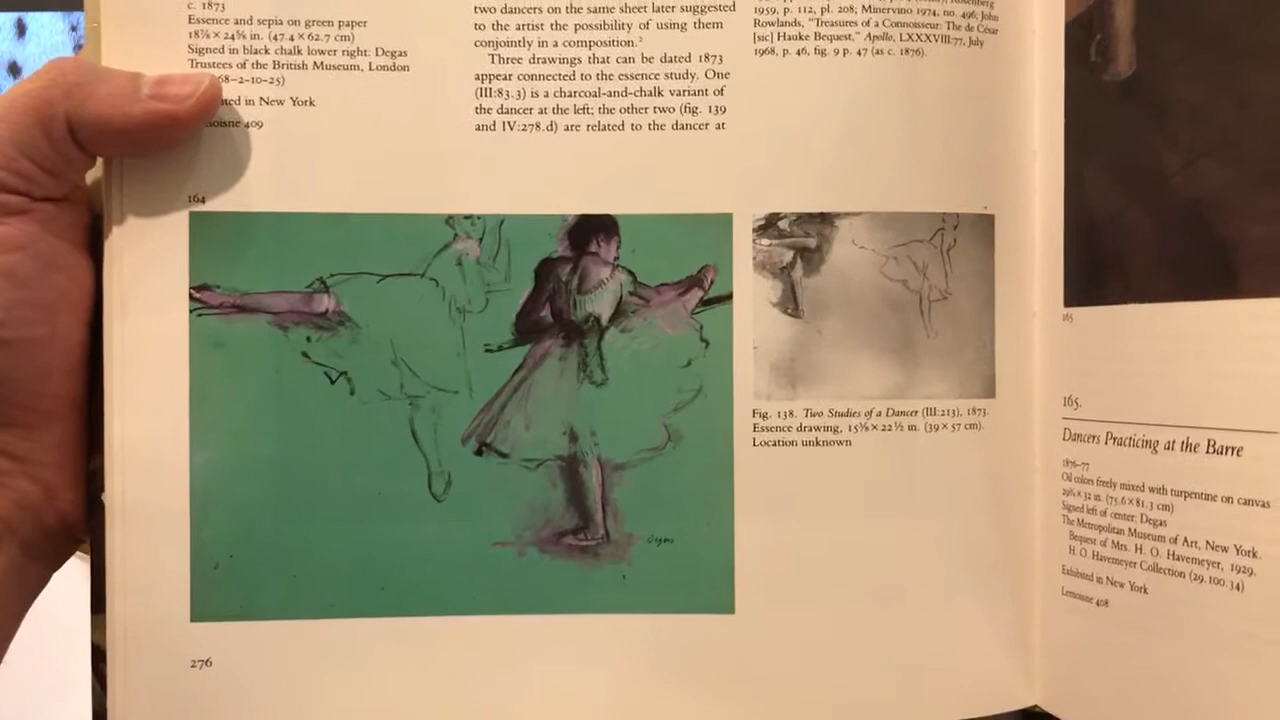 c. 1873
Essence and sepia on green paper
18⅝ × 24⅝ in. (47.4 × 62.7 cm)
Signed in black chalk lower right: Degas
Trustees of the British Museum, London
68–2–10–25)
in New York
409
two dancers on the same sheet later suggested
to the artist the possibility of using them
conjointly in a composition.²
Three drawings that can be dated 1873
appear connected to the essence study. One
(III:83.3) is a charcoal-and-chalk variant of
the dancer at the left; the other two (fig. 139
and IV:278.d) are related to the dancer at
1959, p. 112, pl. 208; Minervino 1974, no. 496; John
Rowlands, “Treasures of a Connoisseur: The de César
[sic] Hauke Bequest,” Apollo, LXXXVIII:77, July
1968, p. 46, fig. 9 p. 47 (as c. 1876).
164
Degas
Fig. 138. Two Studies of a Dancer (III:213), 1873.
Essence drawing, 15⅜ × 22½ in. (39 × 57 cm).
Location unknown
276
165
165.
Dancers Practicing at the Barre
1876–77
Oil colors freely mixed with turpentine on canvas
29¾ × 32 in. (75.6 × 81.3 cm)
Signed left of center: Degas
The Metropolitan Museum of Art, New York.
Bequest of Mrs. H. O. Havemeyer, 1929.
H. O. Havemeyer Collection (29.100.34)
Exhibited in New York
Lemoisne 408